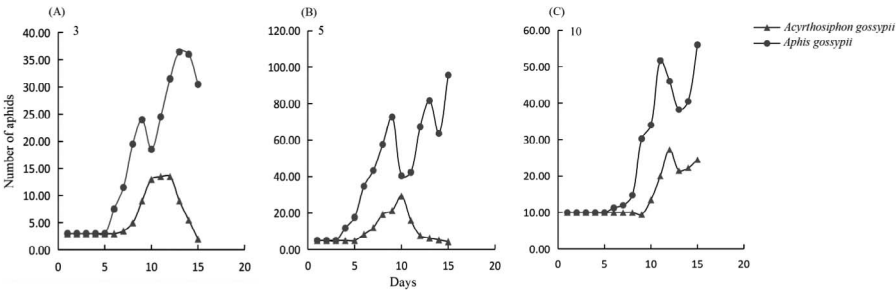 (A)
3
40.00
35.00
30.00
25.00
20.00
15.00
10.00
5.00
0.00
0 5 10 15 20
Number of aphids
(B)
5
120.00
100.00
80.00
60.00
40.00
20.00
0.00
0 5 10 15 20
Days
(C)
10
60.00
50.00
40.00
30.00
20.00
10.00
0.00
0 5 10 15 20
Acyrthosiphon gossypii
Aphis gossypii